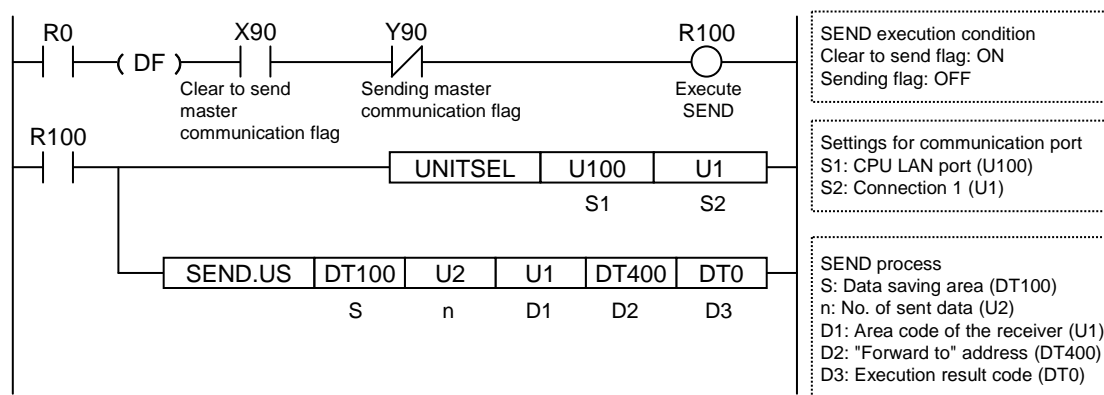 R0
X90
Y90
R100
( DF )
Clear to send
master
communication flag
Sending master
communication flag
Execute
SEND
SEND execution condition
Clear to send flag: ON
Sending flag: OFF
R100
UNITSEL U100 U1
S1 S2
Settings for communication port
S1: CPU LAN port (U100)
S2: Connection 1 (U1)
SEND.US DT100 U2 U1 DT400 DT0
S n D1 D2 D3
SEND process
S: Data saving area (DT100)
n: No. of sent data (U2)
D1: Area code of the receiver (U1)
D2: "Forward to" address (DT400)
D3: Execution result code (DT0)